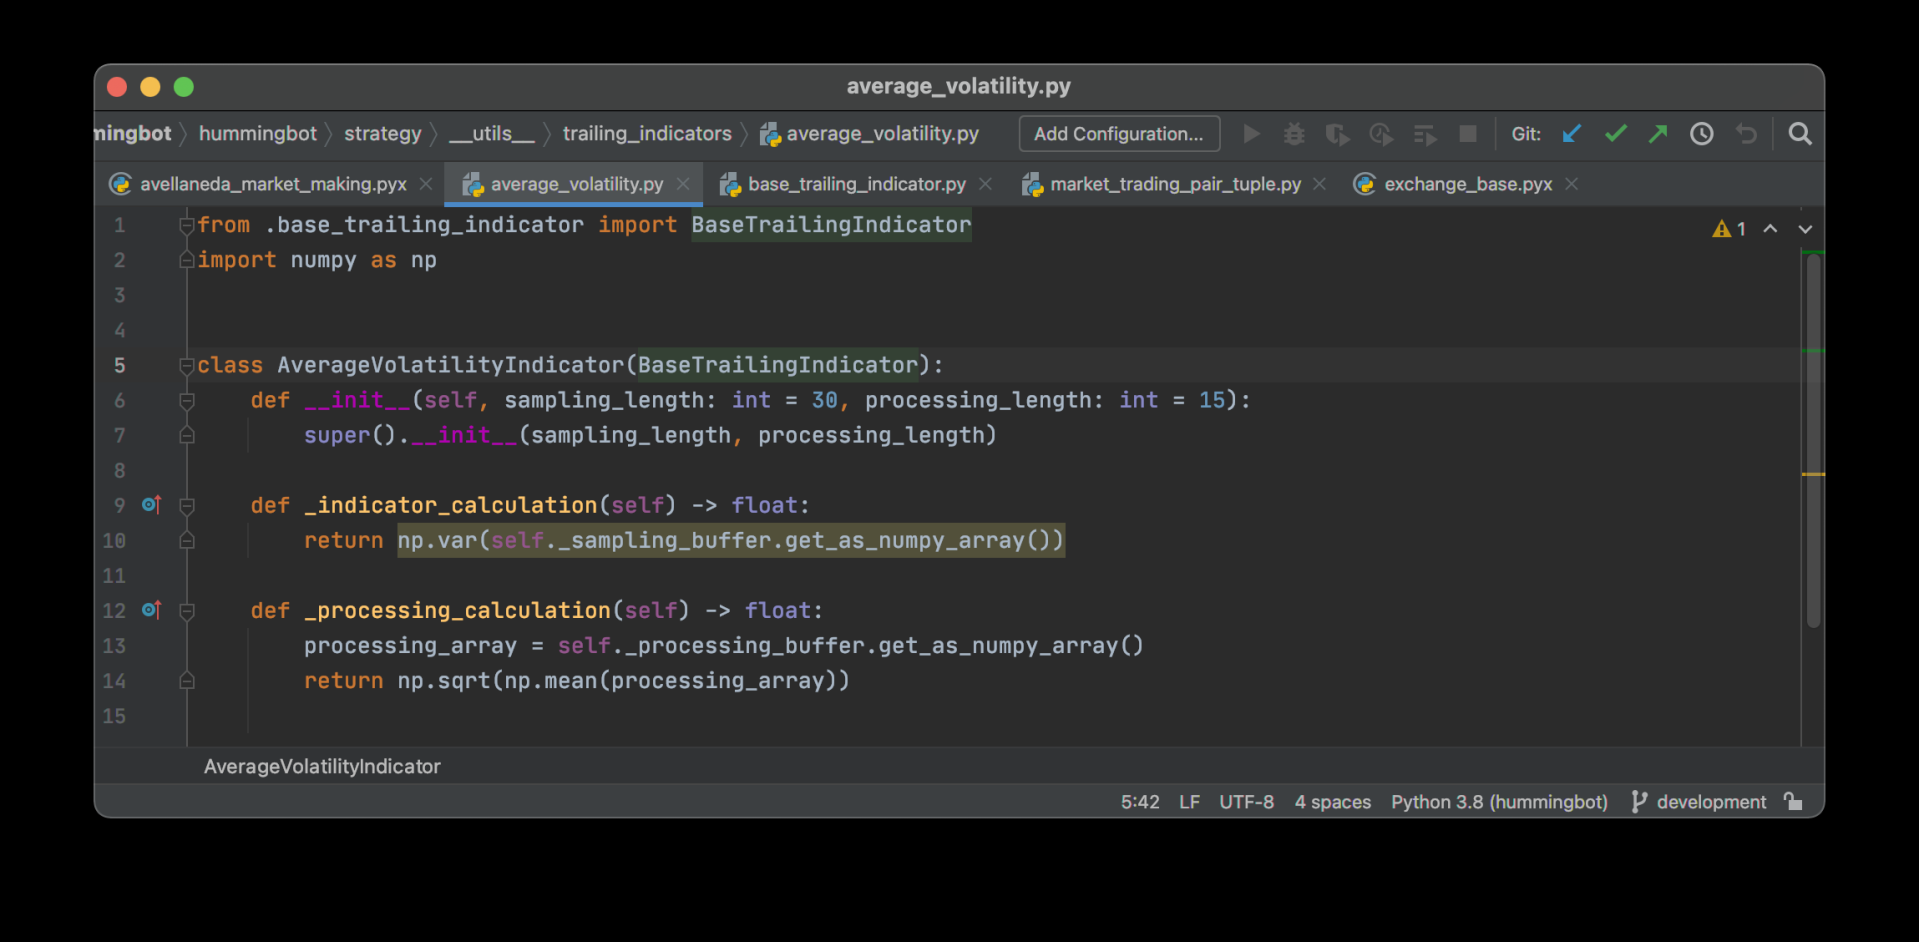 average_volatility.py
mingbot hummingbot strategy __utils__ trailing_indicators average_volatility.py Add Configuration... Git:
avellaneda_market_making.pyx average_volatility.py base_trailing_indicator.py market_trading_pair_tuple.py exchange_base.pyx
1 from .base_trailing_indicator import BaseTrailingIndicator 1
2 import numpy as np
3
4
5 class AverageVolatilityIndicator(BaseTrailingIndicator):
6     def __init__(self, sampling_length: int = 30, processing_length: int = 15):
7         super().__init__(sampling_length, processing_length)
8
9     def _indicator_calculation(self) -> float:
10         return np.var(self._sampling_buffer.get_as_numpy_array())
11
12     def _processing_calculation(self) -> float:
13         processing_array = self._processing_buffer.get_as_numpy_array()
14         return np.sqrt(np.mean(processing_array))
15
AverageVolatilityIndicator
5:42 LF UTF-8 4 spaces Python 3.8 (hummingbot) development